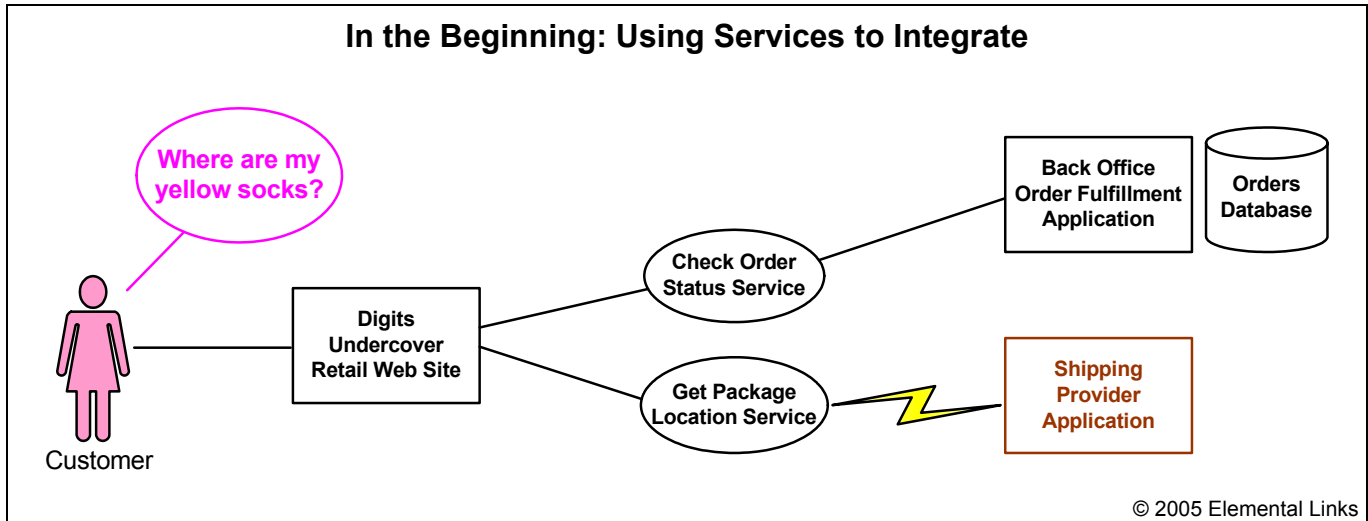 In the Beginning: Using Services to Integrate
Where are my
yellow socks?
Customer
Digits
Undercover
Retail Web Site
Check Order
Status Service
Get Package
Location Service
Back Office
Order Fulfillment
Application
Orders
Database
Shipping
Provider
Application
© 2005 Elemental Links